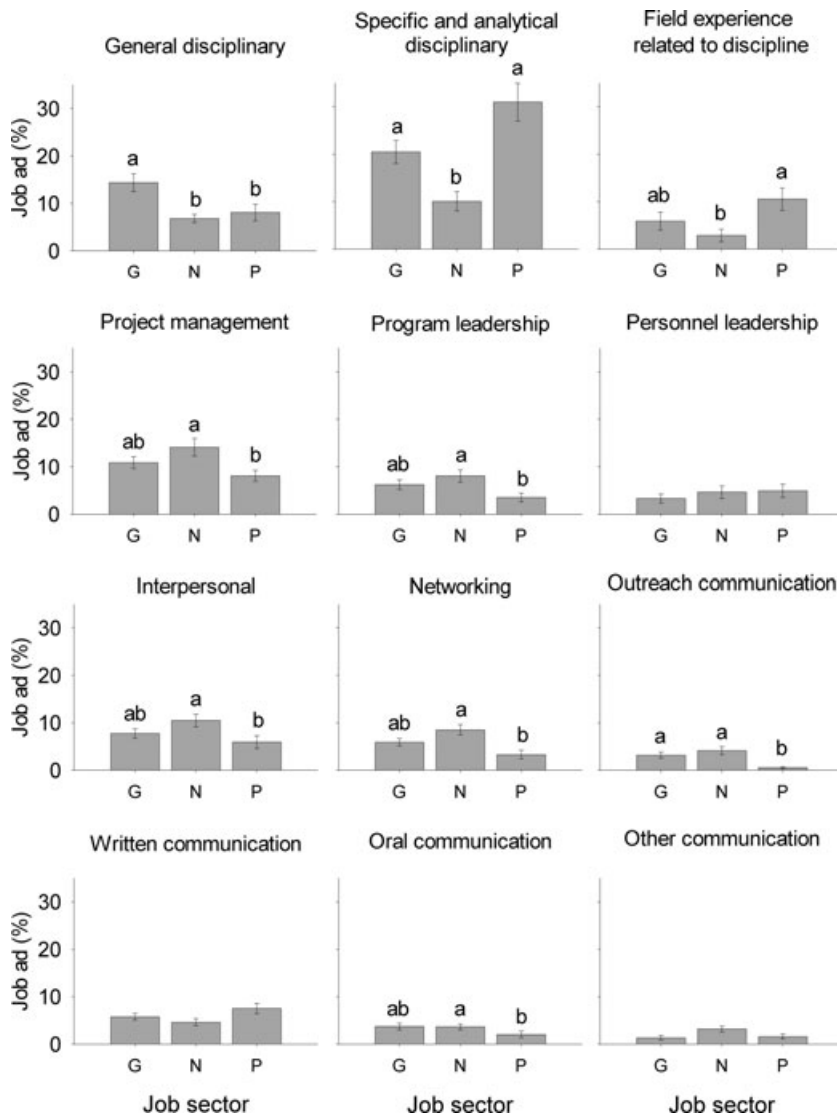 General disciplinary
Specific and analytical
disciplinary
Field experience
related to discipline
Job ad (%)
30
20
10
0
a
b
b
G N P
a
b
a
G N P
ab
b
a
G N P
Project management
Program leadership
Personnel leadership
Job ad (%)
30
20
10
0
ab
a
b
G N P
ab
a
b
G N P
G N P
Interpersonal
Networking
Outreach communication
Job ad (%)
30
20
10
0
ab
a
b
G N P
ab
a
b
G N P
a
a
b
G N P
Written communication
Oral communication
Other communication
Job ad (%)
30
20
10
0
G N P
ab
a
b
G N P
G N P
Job sector
Job sector
Job sector